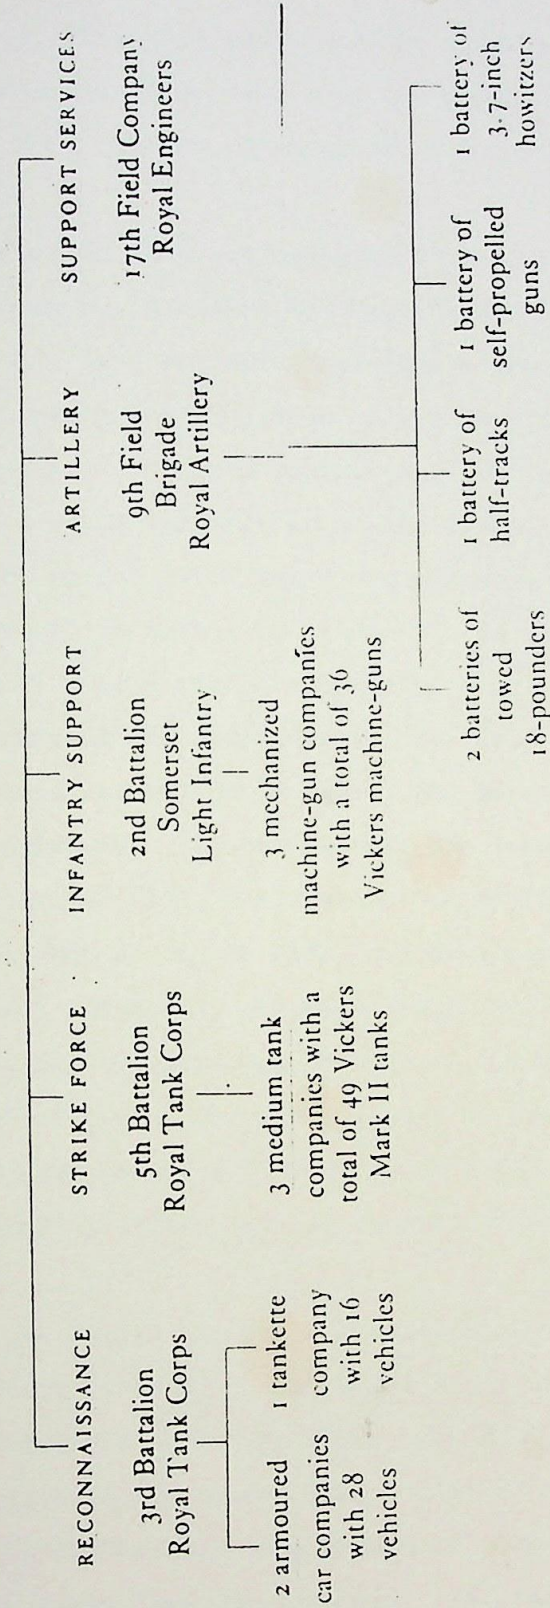 RECONNAISSANCE
3rd Battalion
Royal Tank Corps
2 armoured
car companies
with 28
vehicles
1 tankette
company
with 16
vehicles
STRIKE FORCE
5th Battalion
Royal Tank Corps
3 medium tank
companies with a
total of 49 Vickers
Mark II tanks
INFANTRY SUPPORT
2nd Battalion
Somerset
Light Infantry
3 mechanized
machine-gun companies
with a total of 36
Vickers machine-guns
ARTILLERY
9th Field
Brigade
Royal Artillery
2 batteries of
towed
18-pounders
1 battery of
half-tracks
1 battery of
self-propelled
guns
1 battery of
3.7-inch
howitzers
SUPPORT SERVICES
17th Field Company
Royal Engineers